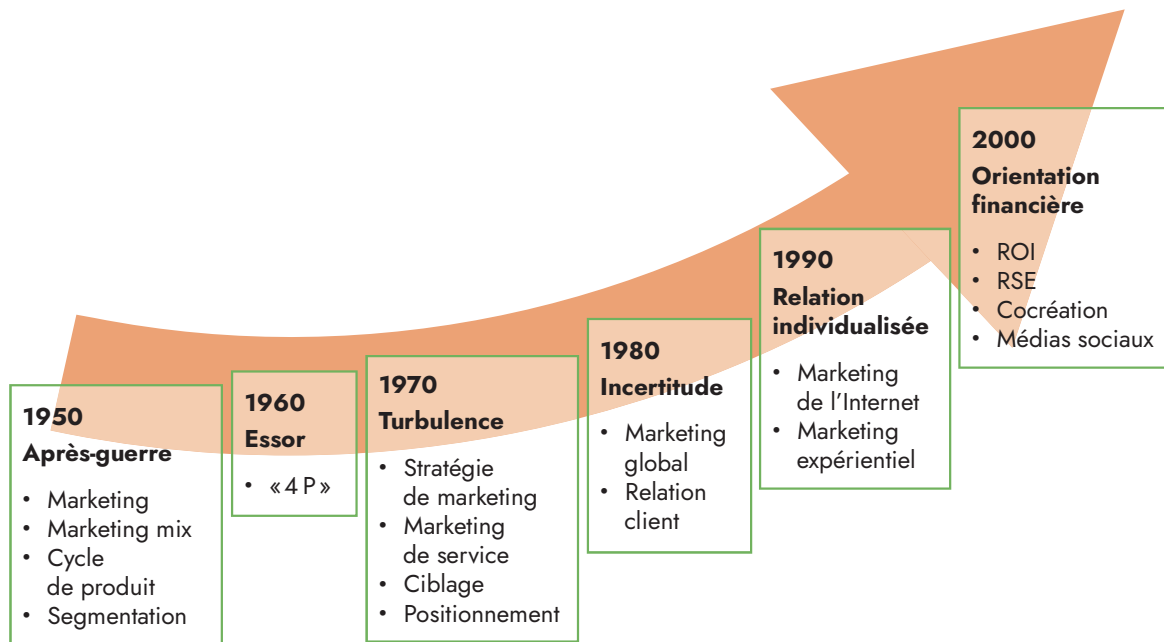 1950
Après-guerre
• Marketing
• Marketing mix
• Cycle
de produit
• Segmentation
1960
Essor
• « 4 P »
1970
Turbulence
• Stratégie
de marketing
• Marketing
de service
• Ciblage
• Positionnement
1980
Incertitude
• Marketing
global
• Relation
client
1990
Relation
individualisée
• Marketing
de l’Internet
• Marketing
expérientiel
2000
Orientation
financière
• ROI
• RSE
• Cocréation
• Médias sociaux